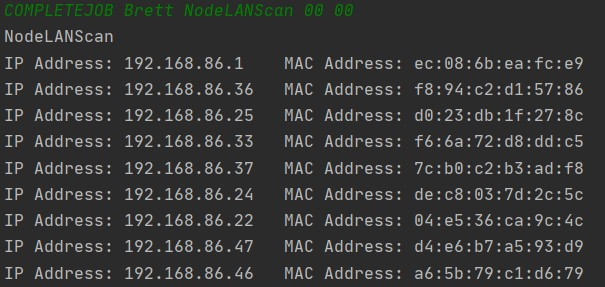 COMPLETEJOB Brett NodeLANScan 00 00
NodeLANScan
IP Address: 192.168.86.1    MAC Address: ec:08:6b:ea:fc:e9
IP Address: 192.168.86.36   MAC Address: f8:94:c2:d1:57:86
IP Address: 192.168.86.25   MAC Address: d0:23:db:1f:27:8c
IP Address: 192.168.86.33   MAC Address: f6:6a:72:d8:dd:c5
IP Address: 192.168.86.37   MAC Address: 7c:b0:c2:b3:ad:f8
IP Address: 192.168.86.24   MAC Address: de:c8:03:7d:2c:5c
IP Address: 192.168.86.22   MAC Address: 04:e5:36:ca:9c:4c
IP Address: 192.168.86.47   MAC Address: d4:e6:b7:a5:93:d9
IP Address: 192.168.86.46   MAC Address: a6:5b:79:c1:d6:79